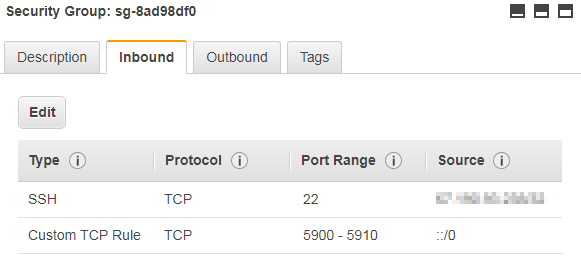 Security Group: sg-8ad98df0
Description Inbound Outbound Tags
Edit
Type Protocol Port Range Source
SSH TCP 22
Custom TCP Rule TCP 5900 - 5910 ::/0